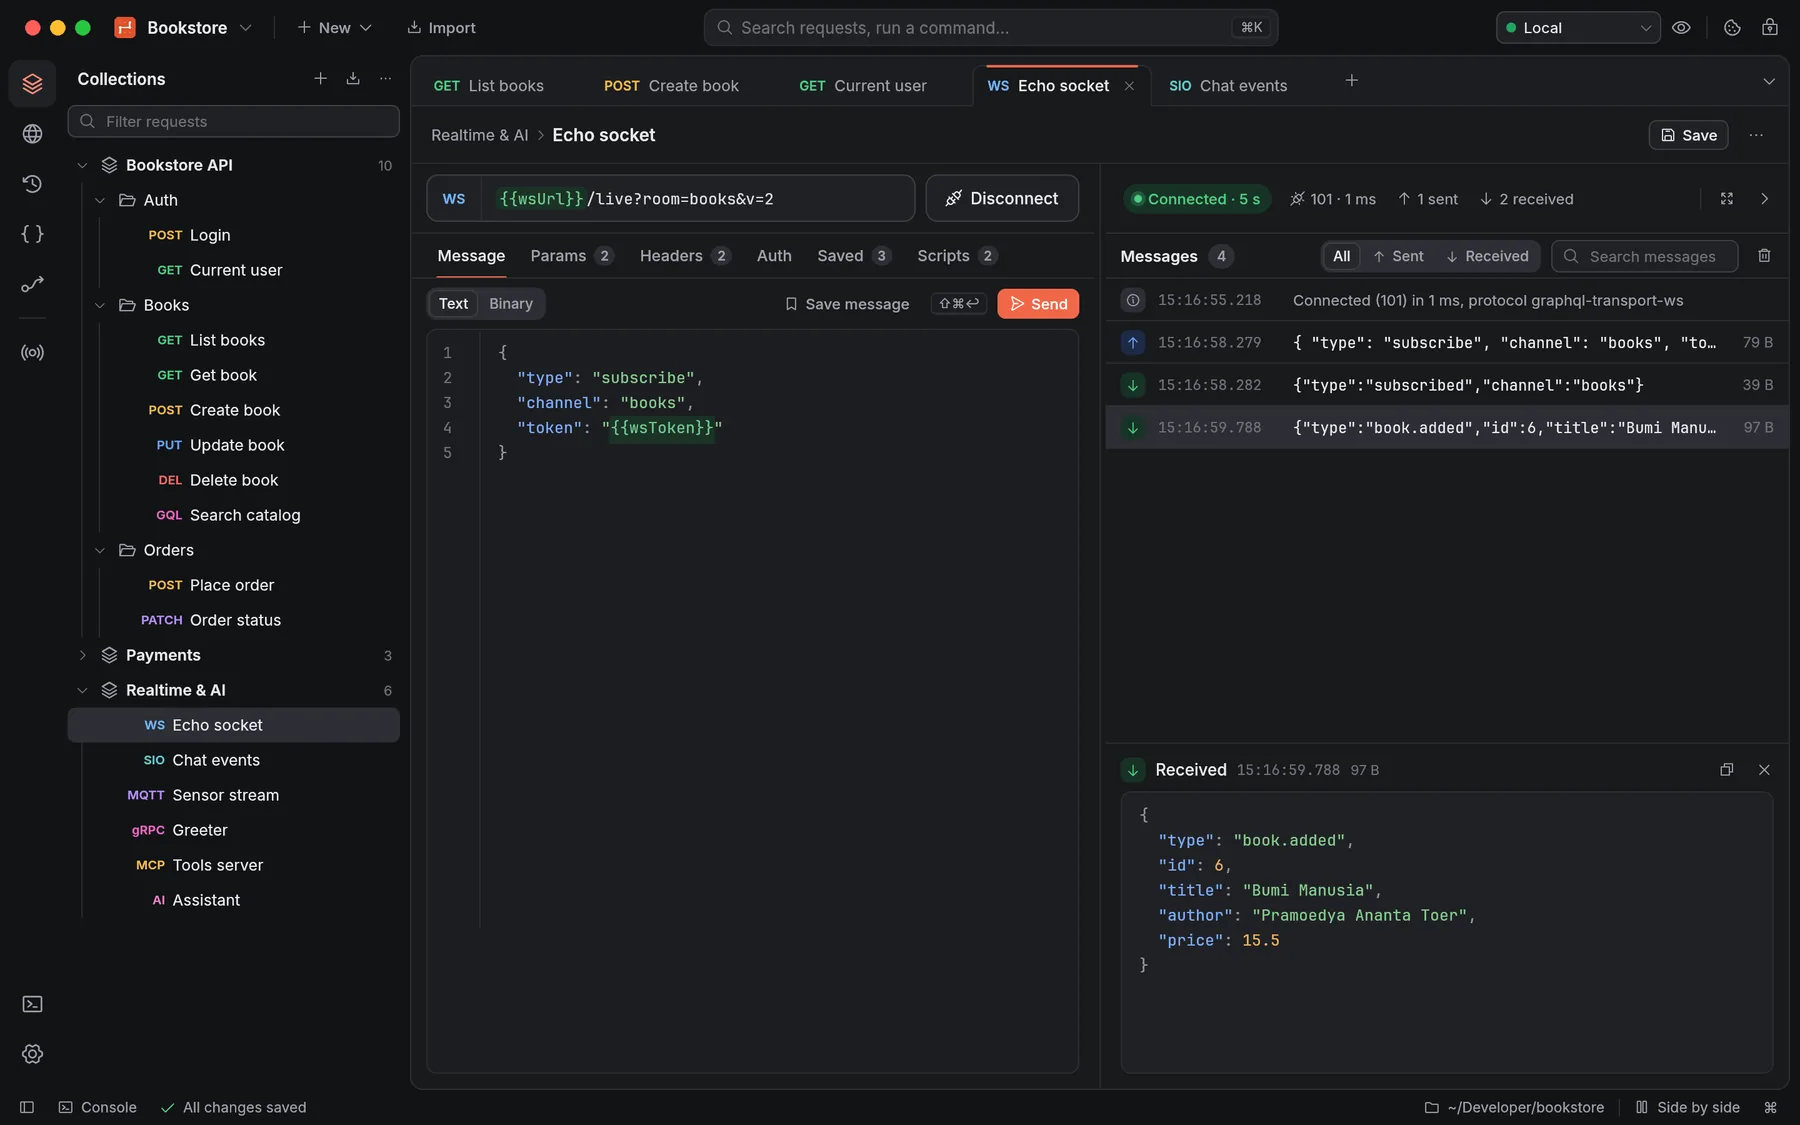 Bookstore
New
Import
Search requests, run a command...
⌘K
Local
Collections
Filter requests
Bookstore API 10
Auth
POST Login
GET Current user
Books
GET List books
GET Get book
POST Create book
PUT Update book
DEL Delete book
GQL Search catalog
Orders
POST Place order
PATCH Order status
Payments 3
Realtime & AI 6
WS Echo socket
SIO Chat events
MQTT Sensor stream
gRPC Greeter
MCP Tools server
AI Assistant
GET List books
POST Create book
GET Current user
WS Echo socket
SIO Chat events
Realtime & AI > Echo socket
Save
WS {{wsUrl}}/live?room=books&v=2
Disconnect
Message
Params 2
Headers 2
Auth
Saved 3
Scripts 2
Text
Binary
Save message
⇧⌘↩
Send
1 {
2 "type": "subscribe",
3 "channel": "books",
4 "token": "{{wsToken}}"
5 }
Connected · 5 s
101 · 1 ms
↑ 1 sent
↓ 2 received
Messages 4
All
↑ Sent
↓ Received
Search messages
15:16:55.218 Connected (101) in 1 ms, protocol graphql-transport-ws
↑ 15:16:58.279 { "type": "subscribe", "channel": "books", "to… 79 B
↓ 15:16:58.282 {"type":"subscribed","channel":"books"} 39 B
↓ 15:16:59.788 {"type":"book.added","id":6,"title":"Bumi Manu… 97 B
↓ Received 15:16:59.788 97 B
{
"type": "book.added",
"id": 6,
"title": "Bumi Manusia",
"author": "Pramoedya Ananta Toer",
"price": 15.5
}
Console
All changes saved
~/Developer/bookstore
Side by side
⌘